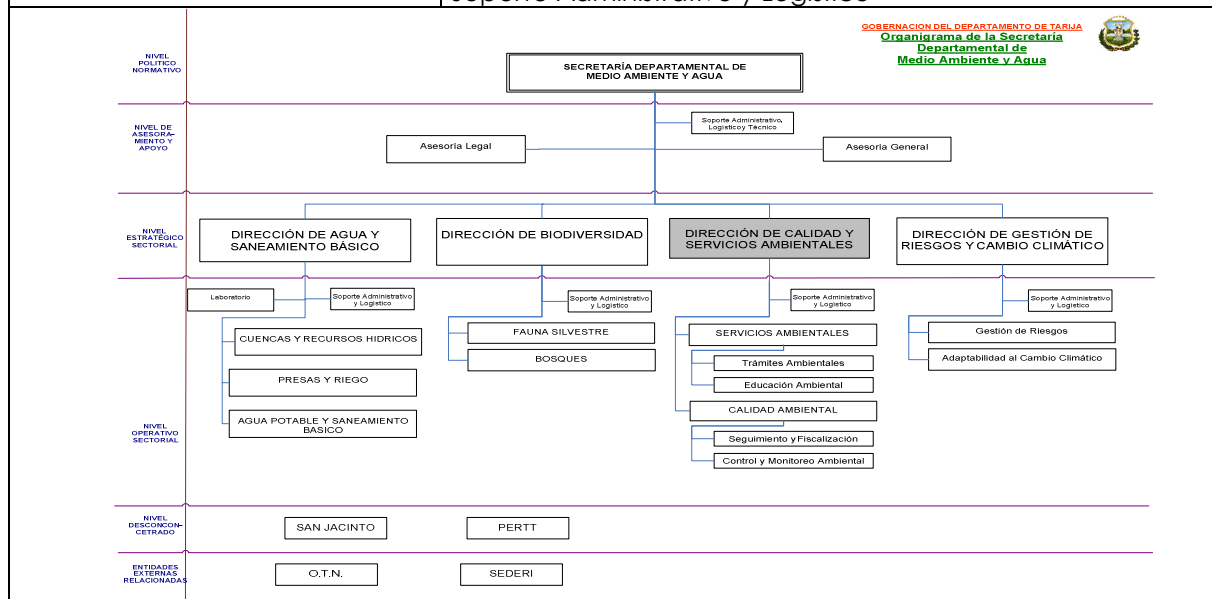 Soporte Administrativo y Logístico
GOBERNACION DEL DEPARTAMENTO DE TARIJA
Organigrama de la Secretaría
Departamental de
Medio Ambiente y Agua
NIVEL
POLITICO
NORMATIVO
SECRETARÍA DEPARTAMENTAL DE
MEDIO AMBIENTE Y AGUA
NIVEL DE
ASESORA–
MIENTO Y
APOYO
Soporte Administrativo,
Logístico y Técnico
Asesoría Legal
Asesoría General
NIVEL
ESTRATÉGICO
SECTORIAL
DIRECCIÓN DE AGUA Y
SANEAMIENTO BÁSICO
DIRECCIÓN DE BIODIVERSIDAD
DIRECCIÓN DE CALIDAD Y
SERVICIOS AMBIENTALES
DIRECCIÓN DE GESTIÓN DE
RIESGOS Y CAMBIO CLIMÁTICO
NIVEL
OPERATIVO
SECTORIAL
Laboratorio
Soporte Administrativo
y Logístico
CUENCAS Y RECURSOS HIDRICOS
PRESAS Y RIEGO
AGUA POTABLE Y SANEAMIENTO
BASICO
Soporte Administrativo
y Logístico
FAUNA SILVESTRE
BOSQUES
Soporte Administrativo
y Logístico
SERVICIOS AMBIENTALES
Trámites Ambientales
Educación Ambiental
CALIDAD AMBIENTAL
Seguimiento y Fiscalización
Control y Monitoreo Ambiental
Soporte Administrativo
y Logístico
Gestión de Riesgos
Adaptabilidad al Cambio Climático
NIVEL
DESCONCON–
CETRADO
SAN JACINTO
PERTT
ENTIDADES
EXTERNAS
RELACIONADAS
O.T.N.
SEDERI